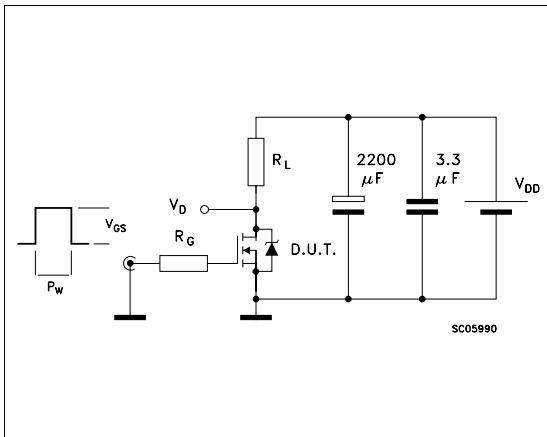 R_L
2200
μF
3.3
μF
V_DD
V_D
V_GS
R_G
D.U.T.
P_W
SC05990